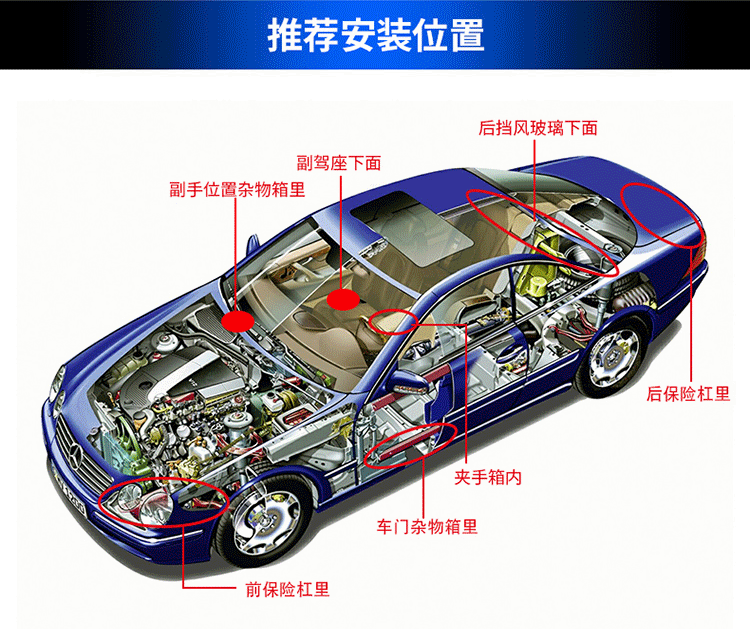 推荐安装位置
后挡风玻璃下面
副驾座下面
副手位置杂物箱里
后保险杠里
夹手箱内
车门杂物箱里
前保险杠里